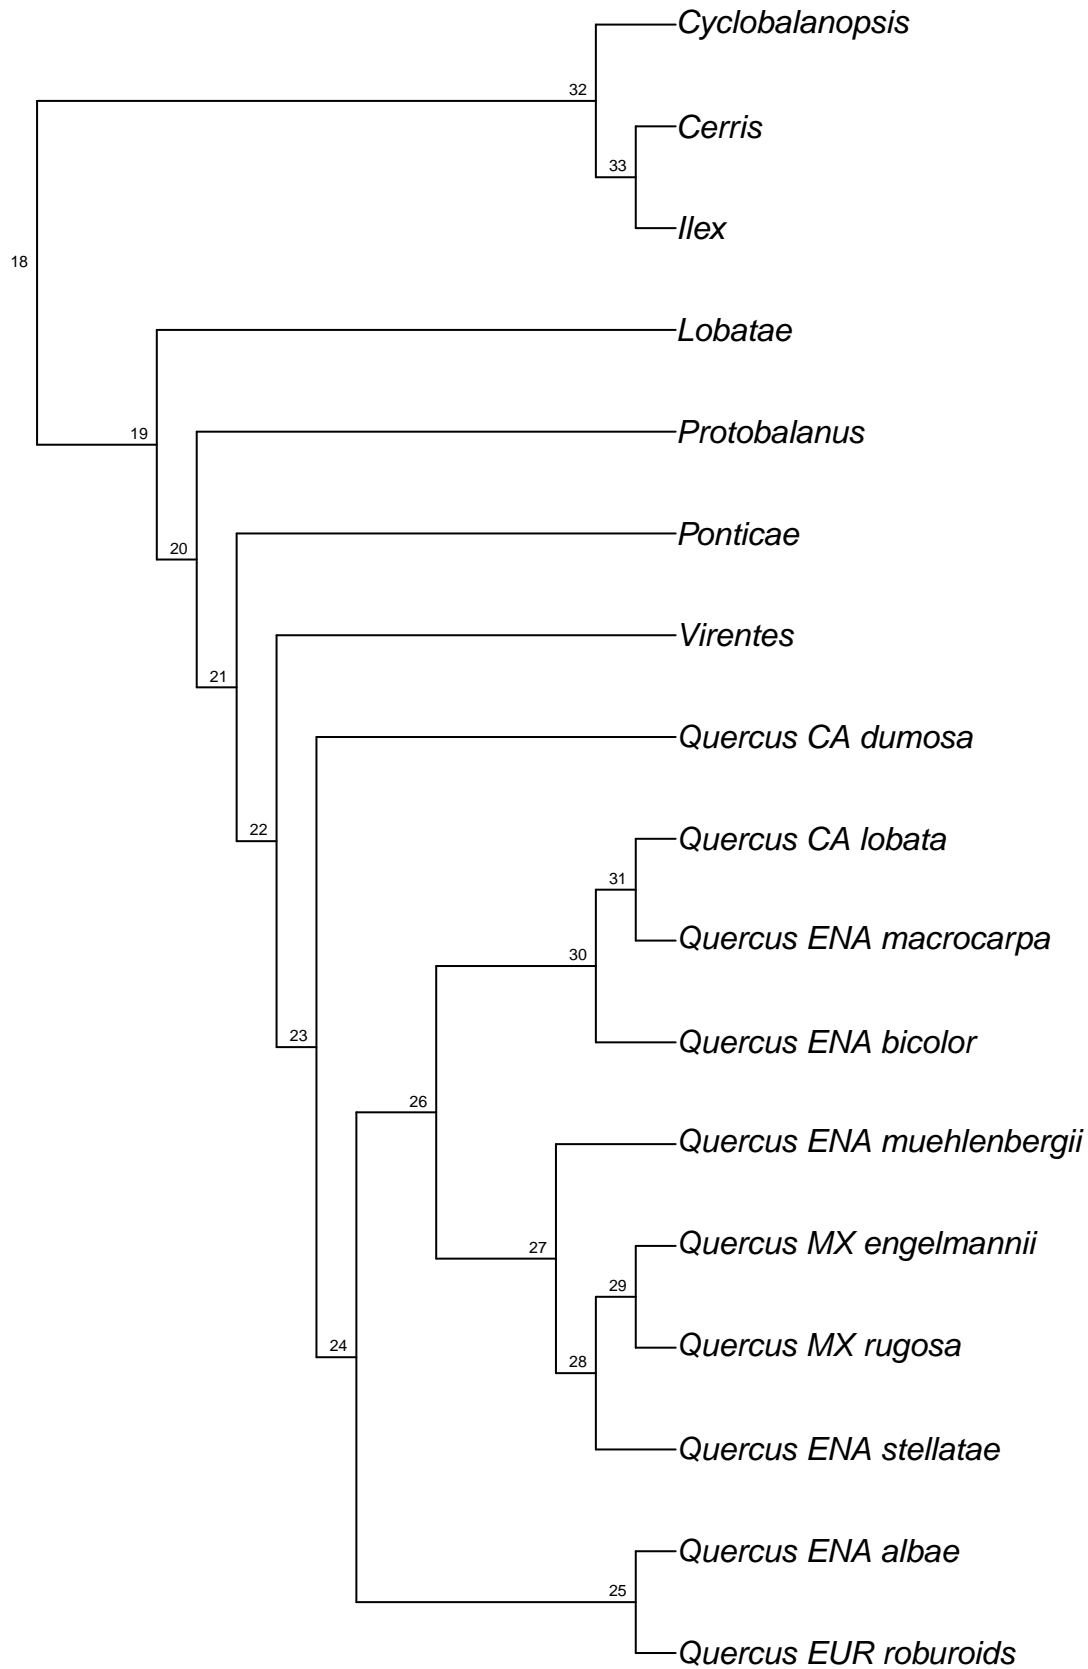 Cyclobalanopsis
32
Cerris
33
Ilex
18
Lobatae
19
Protobalanus
20
Ponticae
Virentes
21
Quercus CA dumosa
22
Quercus CA lobata
31
Quercus ENA macrocarpa
30
23
Quercus ENA bicolor
26
Quercus ENA muehlenbergii
27
Quercus MX engelmannii
29
24
Quercus MX rugosa
28
Quercus ENA stellatae
Quercus ENA albae
25
Quercus EUR roburoids